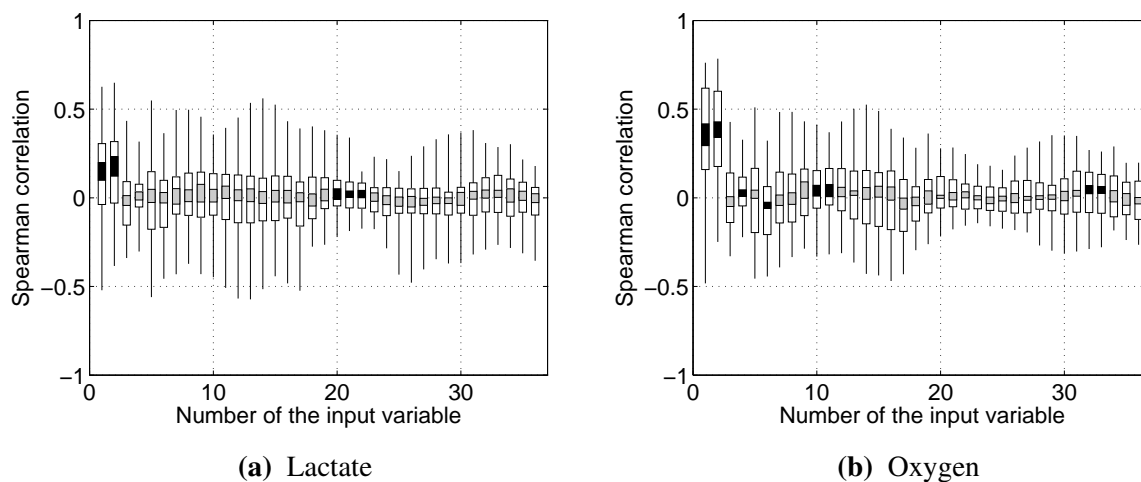 1
0.5
0
−0.5
−1
Spearman correlation
0 10 20 30
Number of the input variable
(a) Lactate
1
0.5
0
−0.5
−1
Spearman correlation
0 10 20 30
Number of the input variable
(b) Oxygen